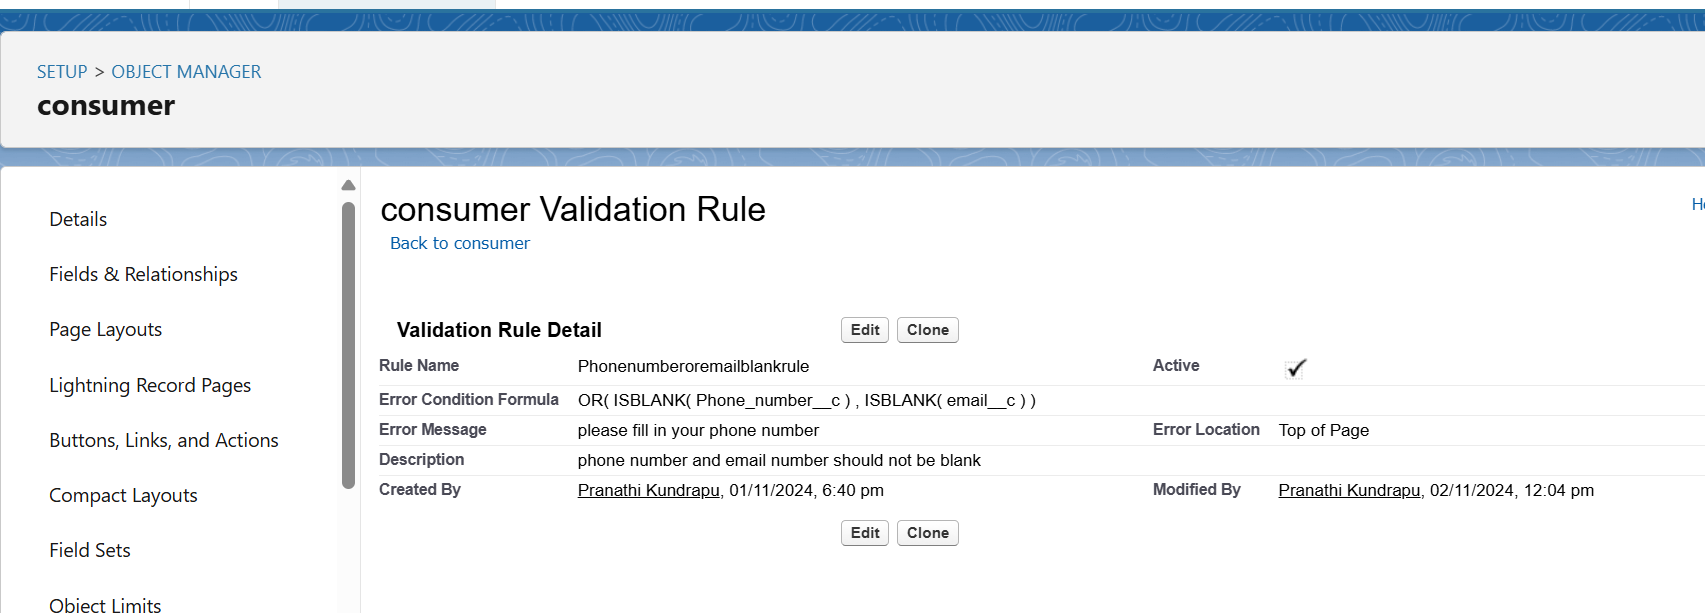 SETUP > OBJECT MANAGER
consumer
Details
Fields & Relationships
Page Layouts
Lightning Record Pages
Buttons, Links, and Actions
Compact Layouts
Field Sets
Object Limits
consumer Validation Rule
Back to consumer
Validation Rule Detail Edit Clone
Rule Name Phonenumberoremailblankrule Active
Error Condition Formula OR( ISBLANK( Phone_number__c ) , ISBLANK( email__c ) )
Error Message please fill in your phone number Error Location Top of Page
Description phone number and email number should not be blank
Created By Pranathi Kundrapu, 01/11/2024, 6:40 pm Modified By Pranathi Kundrapu, 02/11/2024, 12:04 pm
Edit Clone